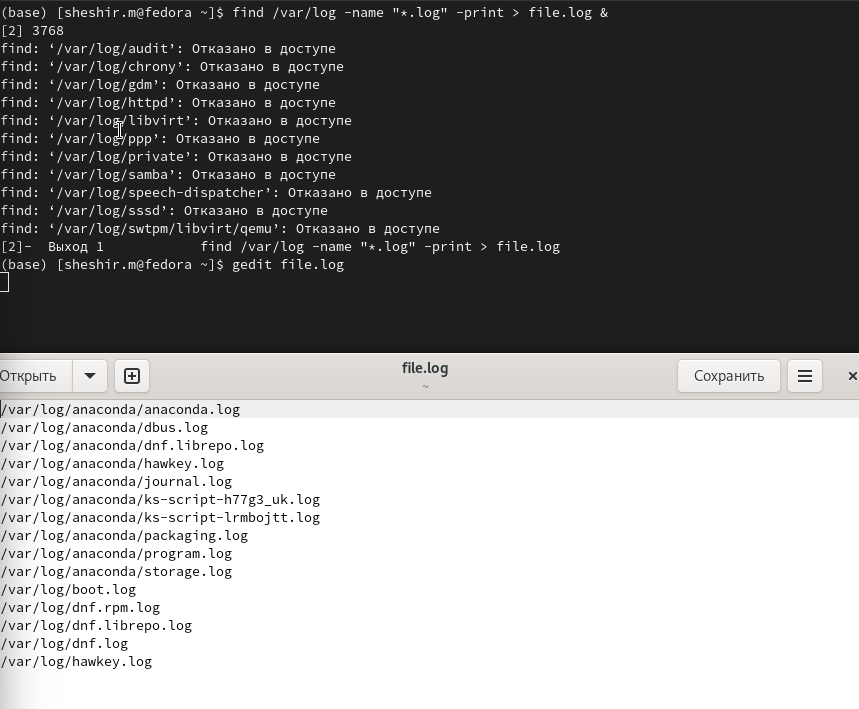 (base) [sheshir.m@fedora ~]$ find /var/log -name "*.log" -print > file.log &
[2] 3768
find: ‘/var/log/audit’: Отказано в доступе
find: ‘/var/log/chrony’: Отказано в доступе
find: ‘/var/log/gdm’: Отказано в доступе
find: ‘/var/log/httpd’: Отказано в доступе
find: ‘/var/log/libvirt’: Отказано в доступе
find: ‘/var/log/ppp’: Отказано в доступе
find: ‘/var/log/private’: Отказано в доступе
find: ‘/var/log/samba’: Отказано в доступе
find: ‘/var/log/speech-dispatcher’: Отказано в доступе
find: ‘/var/log/sssd’: Отказано в доступе
find: ‘/var/log/swtpm/libvirt/qemu’: Отказано в доступе
[2]-  Выход 1            find /var/log -name "*.log" -print > file.log
(base) [sheshir.m@fedora ~]$ gedit file.log
Открыть
file.log
~
Сохранить
/var/log/anaconda/anaconda.log
/var/log/anaconda/dbus.log
/var/log/anaconda/dnf.librepo.log
/var/log/anaconda/hawkey.log
/var/log/anaconda/journal.log
/var/log/anaconda/ks-script-h77g3_uk.log
/var/log/anaconda/ks-script-lrmbojtt.log
/var/log/anaconda/packaging.log
/var/log/anaconda/program.log
/var/log/anaconda/storage.log
/var/log/boot.log
/var/log/dnf.rpm.log
/var/log/dnf.librepo.log
/var/log/dnf.log
/var/log/hawkey.log